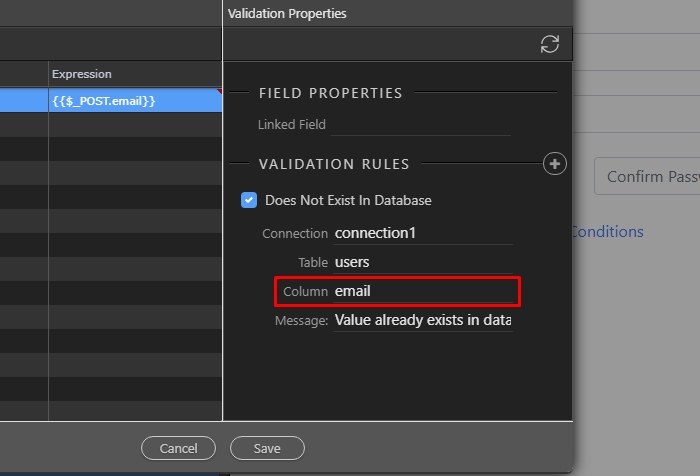 Validation Properties
Expression
{{$_POST.email}}
FIELD PROPERTIES
Linked Field
VALIDATION RULES
Does Not Exist In Database
Connection connection1
Table users
Column email
Message: Value already exists in data
Cancel Save
Confirm Passw
Conditions